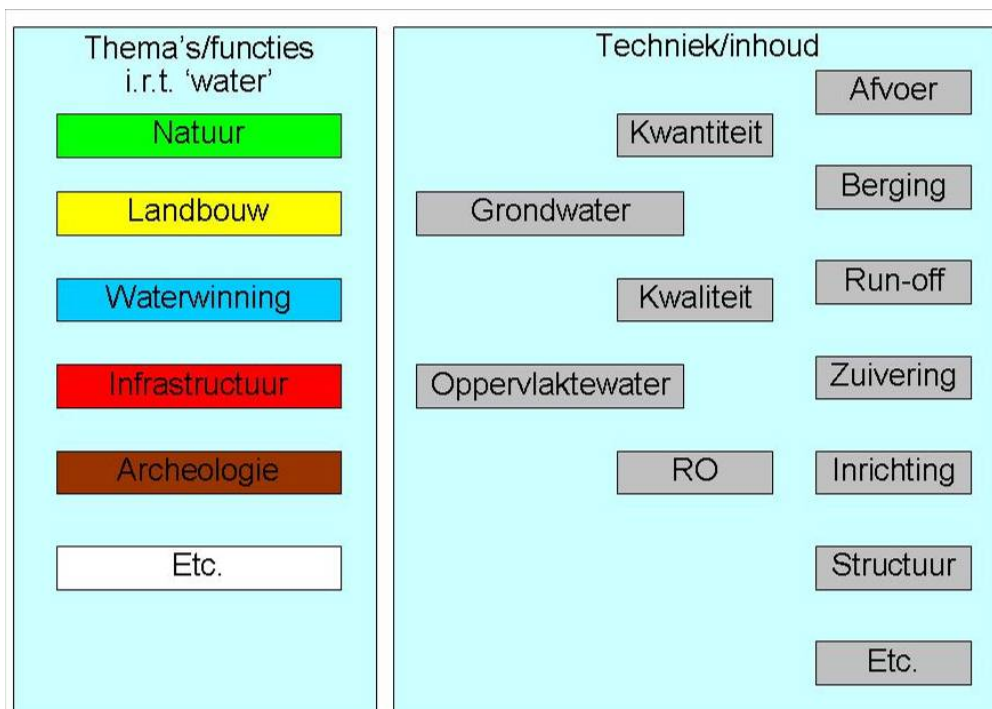 Thema's/functies
i.r.t. 'water'
Natuur
Landbouw
Waterwinning
Infrastructuur
Archeologie
Etc.
Techniek/inhoud
Grondwater
Oppervlaktewater
Kwantiteit
Kwaliteit
RO
Afvoer
Berging
Run-off
Zuivering
Inrichting
Structuur
Etc.